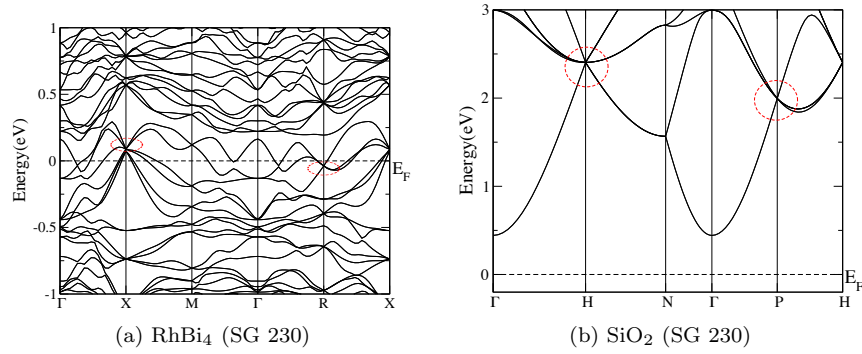 1
0.5
0
-0.5
-1
Energy(eV)
E_F
Γ X M Γ R X
(a) RhBi₄ (SG 230)
3
2
1
0
Energy(eV)
E_F
Γ H N Γ P H
(b) SiO₂ (SG 230)